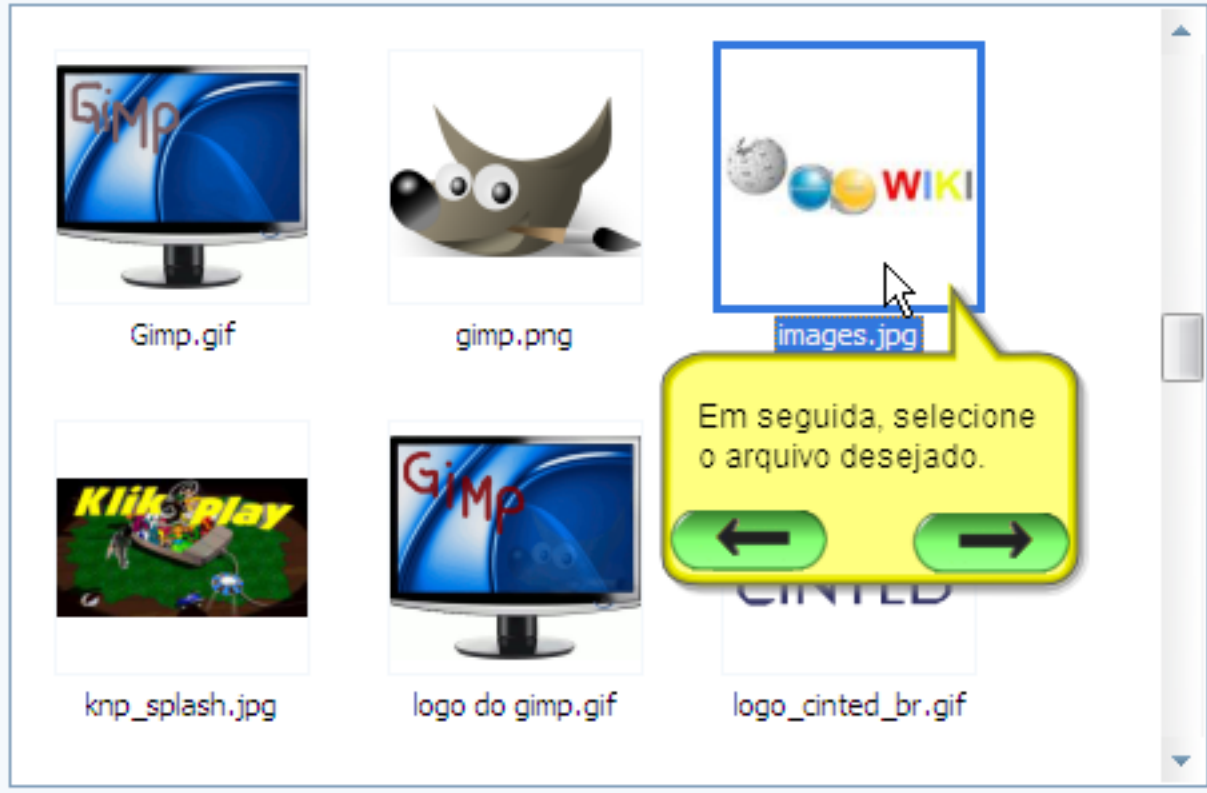 GiMP
WIKI
Gimp.gif
gimp.png
images.jpg
Em seguida, selecione
o arquivo desejado.
Klik Play
GiMP
CINTED
knp_splash.jpg
logo do gimp.gif
logo_cinted_br.gif